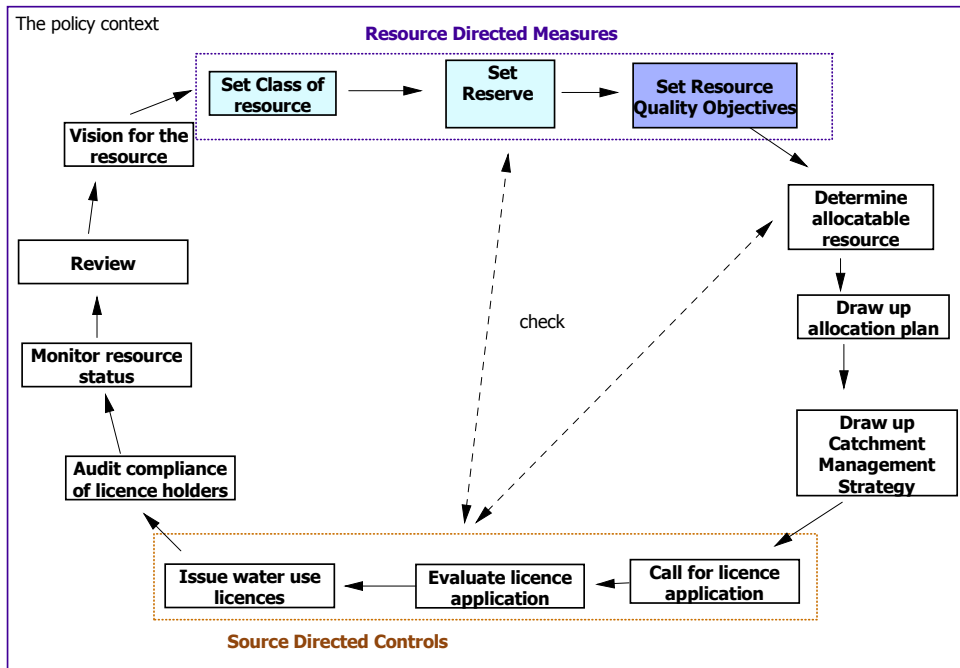 The policy context
Resource Directed Measures
Set Class of
resource
Set
Reserve
Set Resource
Quality Objectives
Vision for the
resource
Determine
allocatable
resource
Review
Draw up
allocation plan
check
Monitor resource
status
Draw up
Catchment
Management
Strategy
Audit compliance
of licence holders
Issue water use
licences
Evaluate licence
application
Call for licence
application
Source Directed Controls